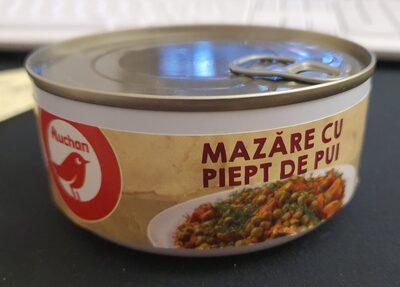 Auchan
MAZĂRE CU
PIEPT DE PUI